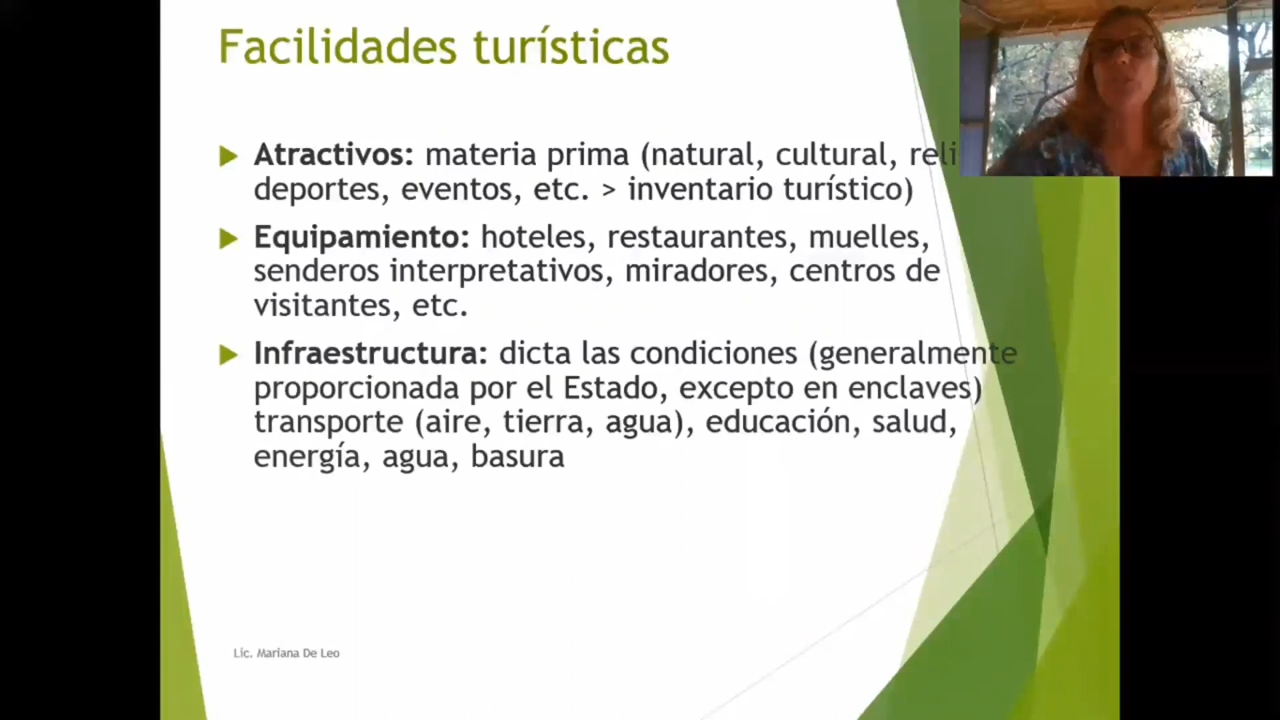 Facilidades turísticas
Atractivos: materia prima (natural, cultural,
deportes, eventos, etc. > inventario turístico)
Equipamiento: hoteles, restaurantes, muelles,
senderos interpretativos, miradores, centros de
visitantes, etc.
Infraestructura: dicta las condiciones (generalmente
proporcionada por el Estado, excepto en enclaves)
transporte (aire, tierra, agua), educación, salud,
energía, agua, basura
Lic. Mariana De Leo